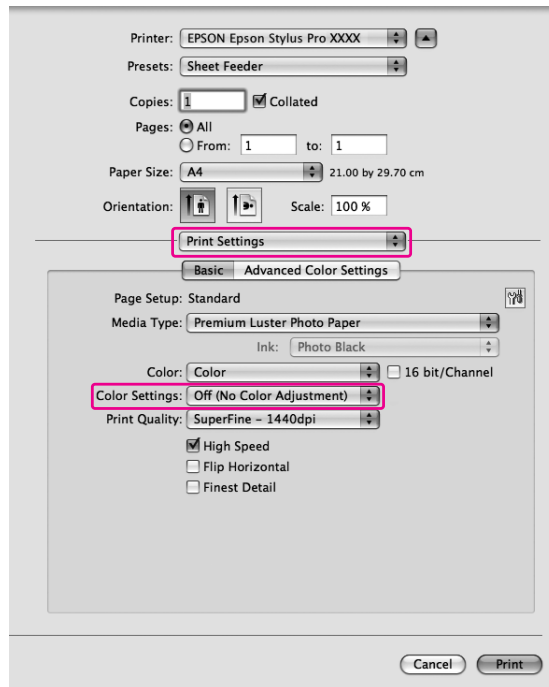 Printer: EPSON Epson Stylus Pro XXXX
Presets: Sheet Feeder
Copies: 1 Collated
Pages: All
From: 1 to: 1
Paper Size: A4 21.00 by 29.70 cm
Orientation: Scale: 100 %
Print Settings
Basic Advanced Color Settings
Page Setup: Standard
Media Type: Premium Luster Photo Paper
Ink: Photo Black
Color: Color 16 bit/Channel
Color Settings: Off (No Color Adjustment)
Print Quality: SuperFine – 1440dpi
High Speed
Flip Horizontal
Finest Detail
Cancel Print